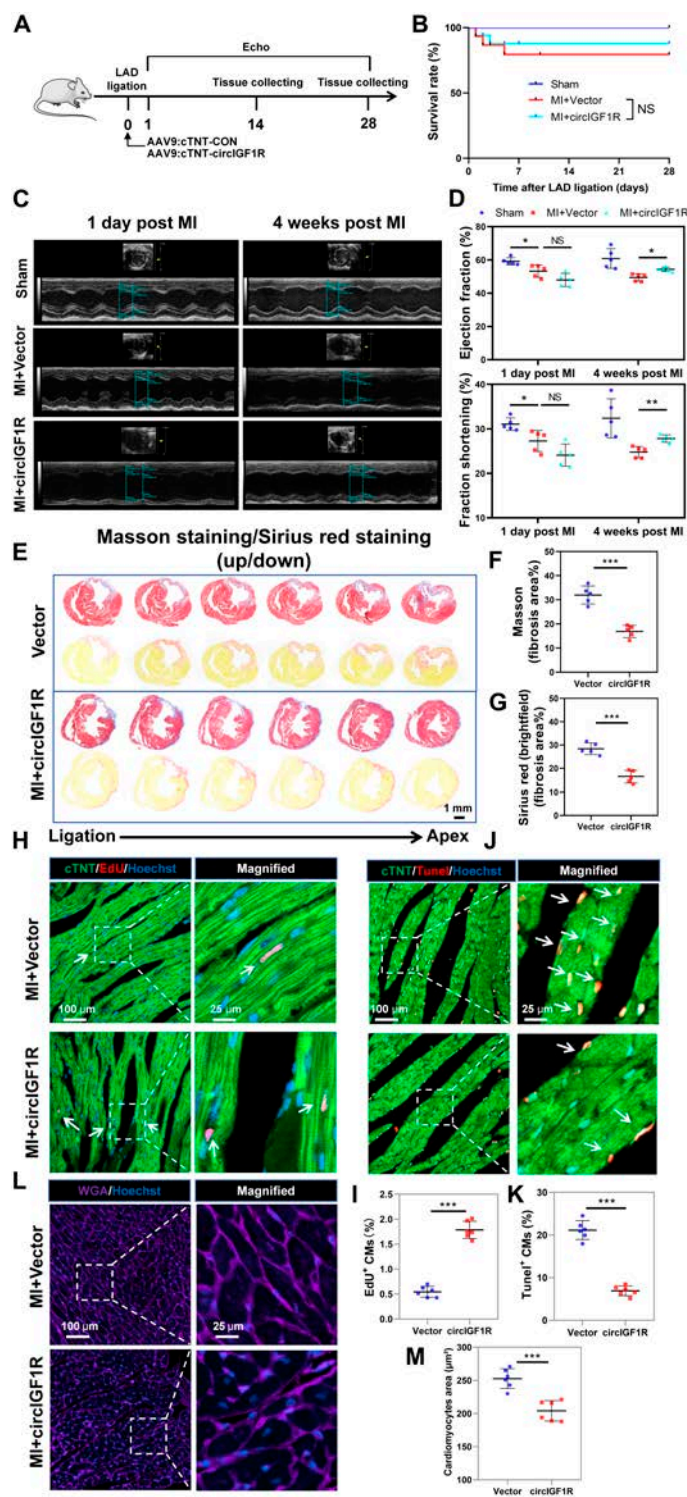 A
Echo
LAD
ligation
Tissue collecting
Tissue collecting
0
1
14
28
AAV9:cTNT-CON
AAV9:cTNT-circIGF1R
B
Survival rate (%)
100
50
0
Sham
MI+Vector
MI+circIGF1R
NS
0
7
14
21
28
Time after LAD ligation (days)
C
1 day post MI
4 weeks post MI
Sham
MI+Vector
MI+circIGF1R
D
Sham
MI+Vector
MI+circIGF1R
Ejection fraction (%)
80
60
40
20
0
*
NS
*
1 day post MI
4 weeks post MI
Fraction shortening (%)
40
30
20
10
*
NS
**
1 day post MI
4 weeks post MI
E
Masson staining/Sirius red staining
(up/down)
Vector
MI+circIGF1R
1 mm
Ligation
Apex
F
Masson
(fibrosis area%)
50
40
30
20
10
0
***
Vector
circIGF1R
G
Sirius red (brightfield)
(fibrosis area%)
50
40
30
20
10
0
***
Vector
circIGF1R
H
cTNT/EdU/Hoechst
Magnified
MI+Vector
100 μm
25 μm
MI+circIGF1R
J
cTNT/Tunel/Hoechst
Magnified
100 μm
25 μm
L
WGA/Hoechst
Magnified
MI+Vector
100 μm
25 μm
MI+circIGF1R
I
EdU+ CMs (%)
2.5
2.0
1.5
1.0
0.5
0.0
***
Vector
circIGF1R
K
Tunel+ CMs (%)
30
20
10
0
***
Vector
circIGF1R
M
Cardiomyocytes area (μm²)
300
250
200
150
100
***
Vector
circIGF1R